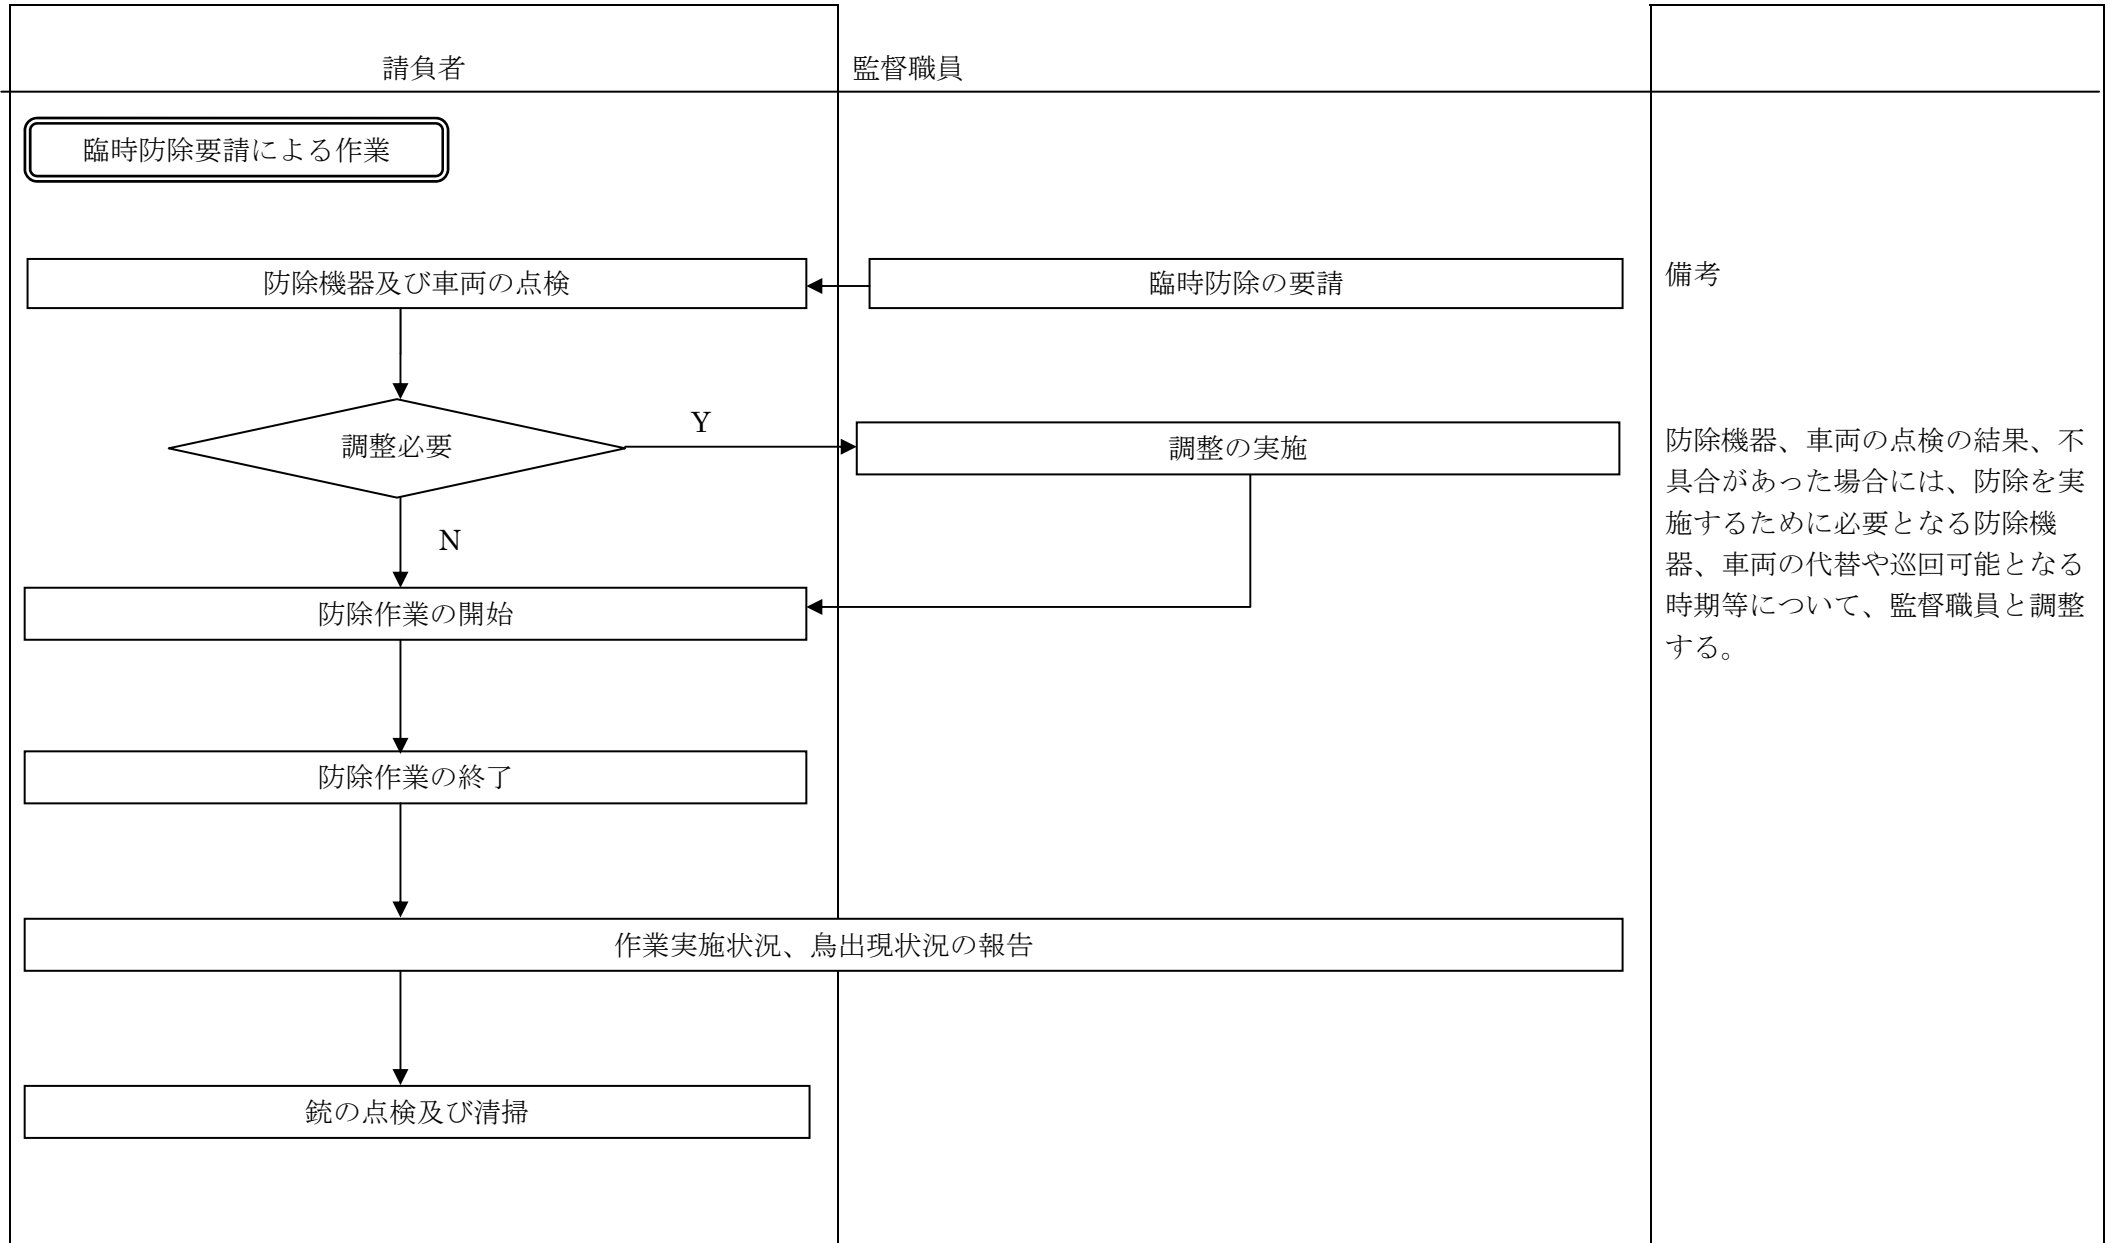 請負者
監督職員
臨時防除要請による作業
防除機器及び車両の点検
臨時防除の要請
備考
調整必要
Y
調整の実施
N
防除機器、車両の点検の結果、不
具合があった場合には、防除を実
施するために必要となる防除機
器、車両の代替や巡回可能となる
時期等について、監督職員と調整
する。
防除作業の開始
防除作業の終了
作業実施状況、鳥出現状況の報告
銃の点検及び清掃